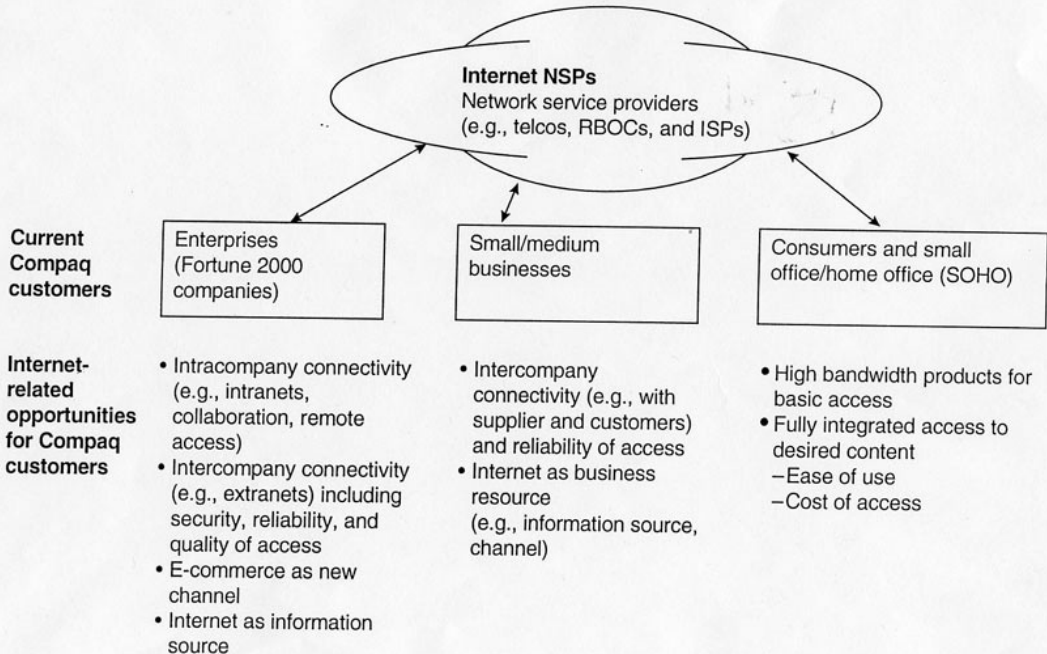 Internet NSPs
Network service providers
(e.g., telcos, RBOCs, and ISPs)
Current
Compaq
customers
Enterprises
(Fortune 2000
companies)
Small/medium
businesses
Consumers and small
office/home office (SOHO)
Internet-
related
opportunities
for Compaq
customers
• Intracompany connectivity
(e.g., intranets,
collaboration, remote
access)
• Intercompany connectivity
(e.g., extranets) including
security, reliability, and
quality of access
• E-commerce as new
channel
• Internet as information
source
• Intercompany
connectivity (e.g., with
supplier and customers)
and reliability of access
• Internet as business
resource
(e.g., information source,
channel)
• High bandwidth products for
basic access
• Fully integrated access to
desired content
–Ease of use
–Cost of access